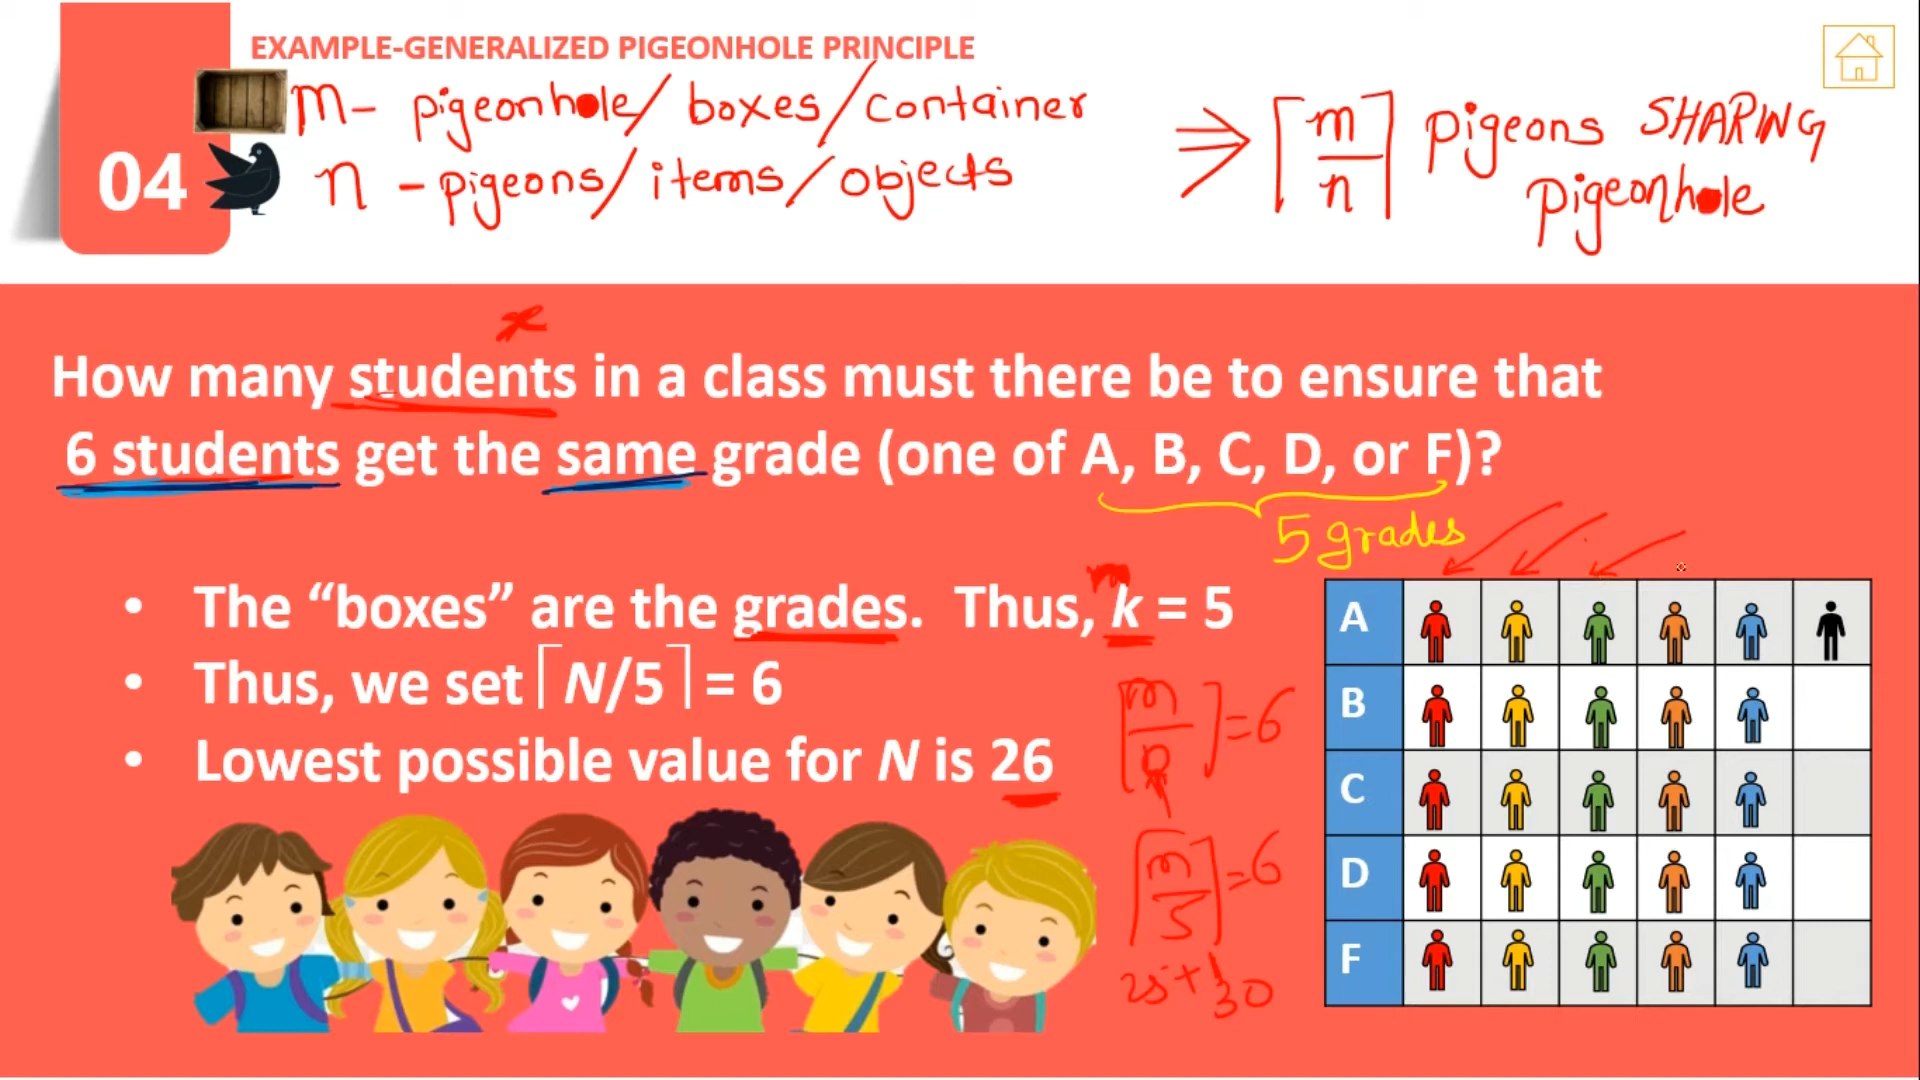 EXAMPLE-GENERALIZED PIGEONHOLE PRINCIPLE
m - pigeonhole/ boxes/ container
04
n - pigeons/ items/ objects
⇒ ⌈m/n⌉ pigeons SHARING
pigeonhole
How many students in a class must there be to ensure that
6 students get the same grade (one of A, B, C, D, or F)?
5 grades
• The “boxes” are the grades. Thus, k = 5
m
• Thus, we set ⌈N/5⌉ = 6
• Lowest possible value for N is 26
⌈m/n⌉ = 6
⌈m/5⌉ = 6
25+1
30
A
B
C
D
F